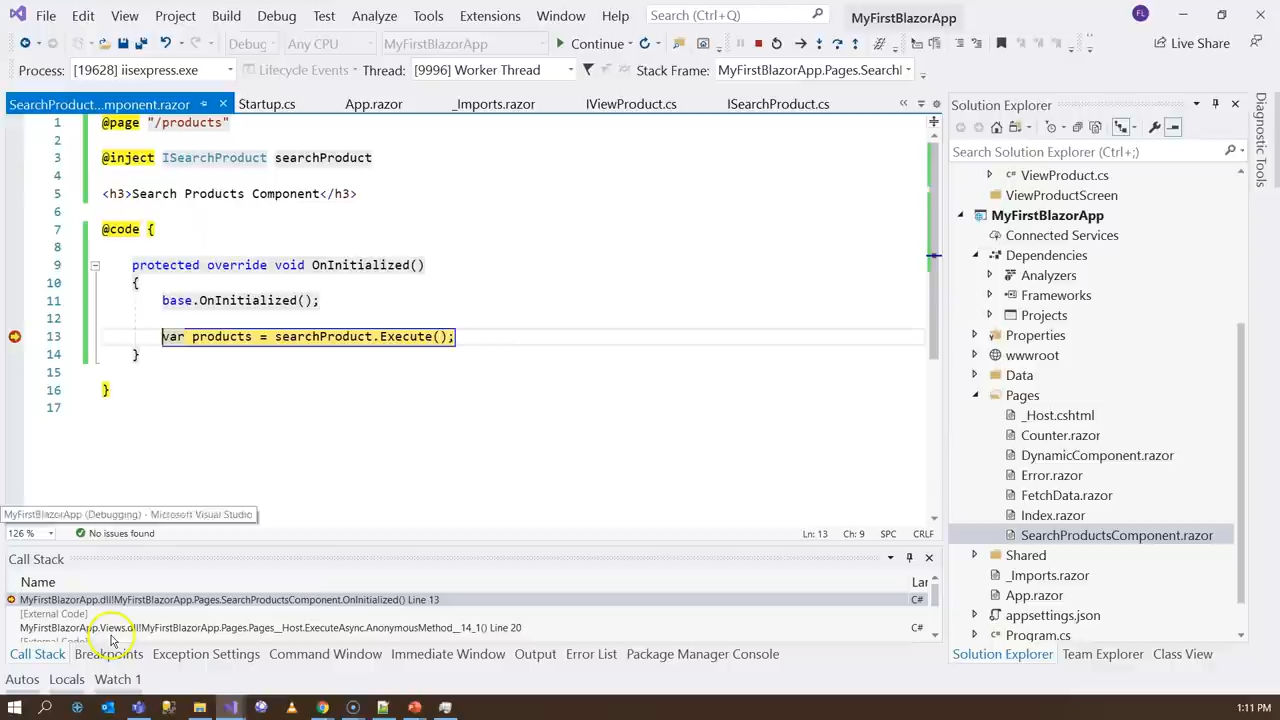 File Edit View Project Build Debug Test Analyze Tools Extensions Window Help Search (Ctrl+Q) MyFirstBlazorApp FL
Debug Any CPU MyFirstBlazorApp Continue Live Share
Process: [19628] iisexpress.exe Lifecycle Events Thread: [9996] Worker Thread Stack Frame: MyFirstBlazorApp.Pages.Searchl
SearchProduct...mponent.razor Startup.cs App.razor _Imports.razor IViewProduct.cs ISearchProduct.cs
1 @page "/products"
2
3 @inject ISearchProduct searchProduct
4
5 <h3>Search Products Component</h3>
6
7 @code {
8
9 protected override void OnInitialized()
10 {
11 base.OnInitialized();
12
13 var products = searchProduct.Execute();
14 }
15
16 }
17
MyFirstBlazorApp (Debugging) - Microsoft Visual Studio
126 % No issues found Ln: 13 Ch: 9 SPC CRLF
Call Stack
Name Lar
MyFirstBlazorApp.dll!MyFirstBlazorApp.Pages.SearchProductsComponent.OnInitialized() Line 13 C#
[External Code]
MyFirstBlazorApp.Views.dll!MyFirstBlazorApp.Pages.Pages__Host.ExecuteAsync.AnonymousMethod__14_1() Line 20 C#
[External Code]
Call Stack Breakpoints Exception Settings Command Window Immediate Window Output Error List Package Manager Console
Autos Locals Watch 1
Solution Explorer
Search Solution Explorer (Ctrl+;)
C# ViewProduct.cs
ViewProductScreen
MyFirstBlazorApp
Connected Services
Dependencies
Analyzers
Frameworks
Projects
Properties
wwwroot
Data
Pages
_Host.cshtml
Counter.razor
DynamicComponent.razor
Error.razor
FetchData.razor
Index.razor
SearchProductsComponent.razor
Shared
_Imports.razor
App.razor
appsettings.json
Program.cs
Solution Explorer Team Explorer Class View
Diagnostic Tools
1:11 PM